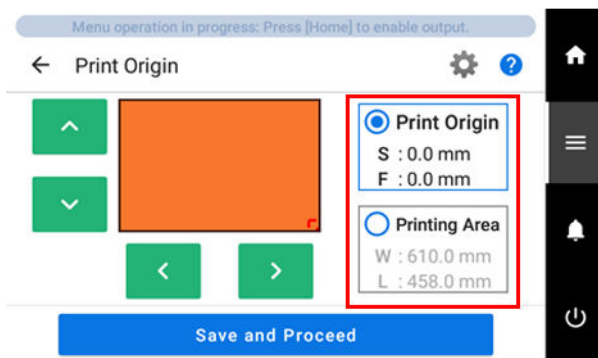 Menu operation in progress: Press [Home] to enable output.
Print Origin
Print Origin
S : 0.0 mm
F : 0.0 mm
Printing Area
W : 610.0 mm
L : 458.0 mm
Save and Proceed